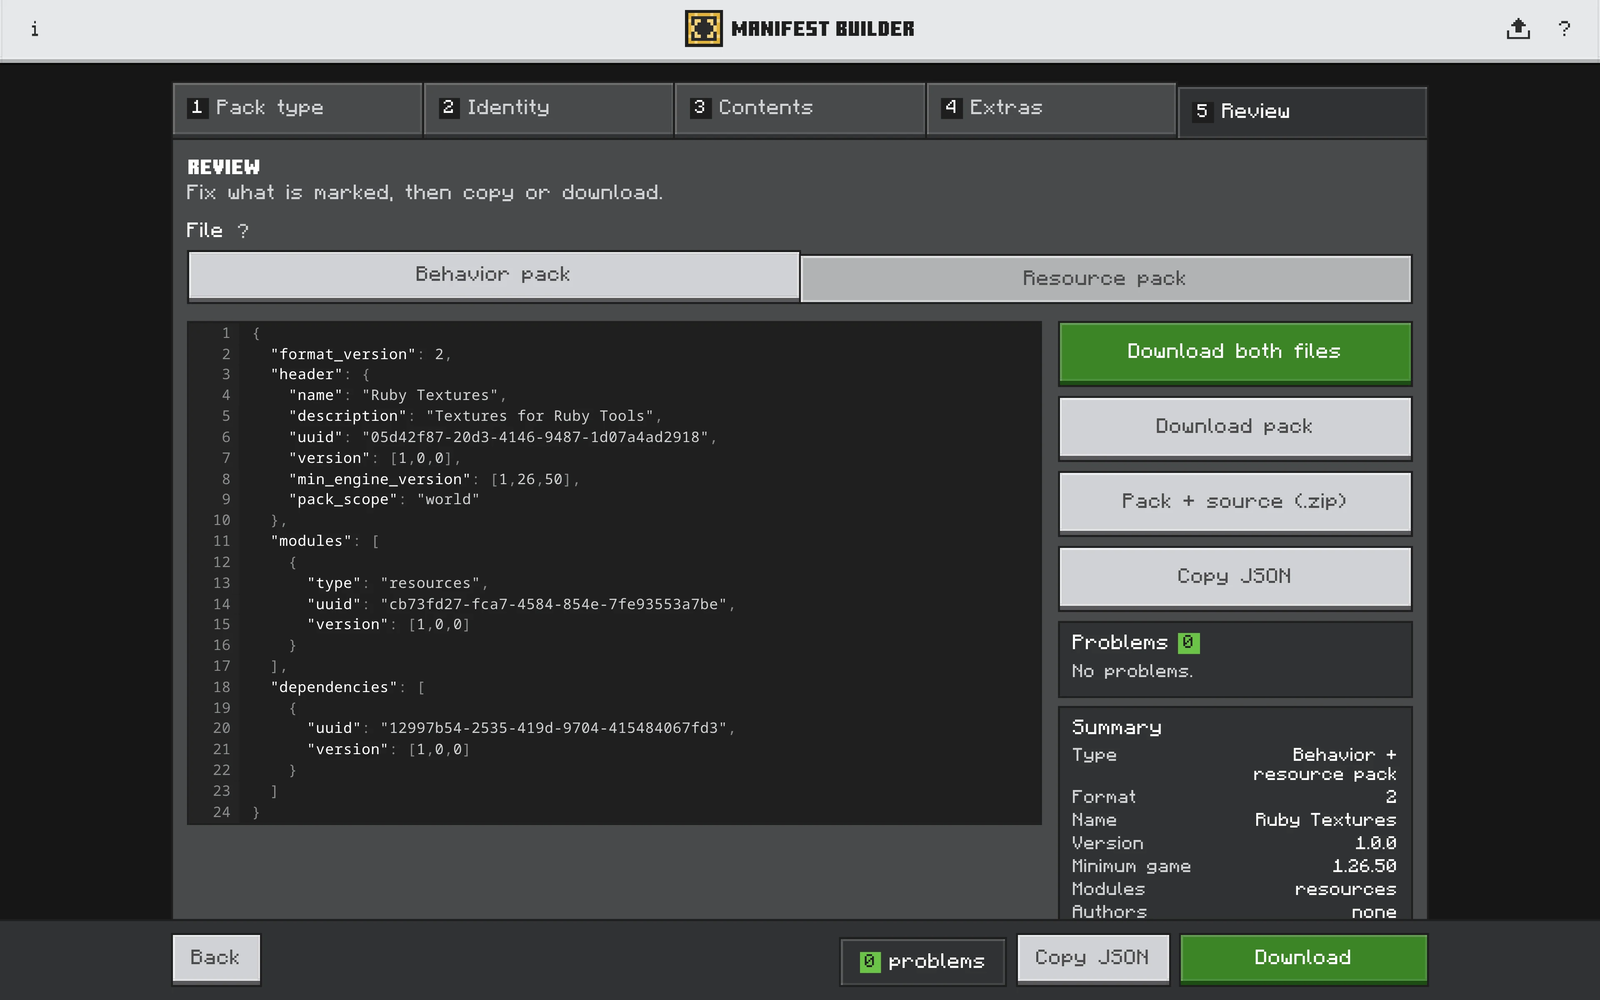 i
MANIFEST BUILDER
?
1 Pack type
2 Identity
3 Contents
4 Extras
5 Review
REVIEW
Fix what is marked, then copy or download.
File ?
Behavior pack
Resource pack
1 {
2 "format_version": 2,
3 "header": {
4 "name": "Ruby Textures",
5 "description": "Textures for Ruby Tools",
6 "uuid": "05d42f87-20d3-4146-9487-1d07a4ad2918",
7 "version": [1,0,0],
8 "min_engine_version": [1,26,50],
9 "pack_scope": "world"
10 },
11 "modules": [
12 {
13 "type": "resources",
14 "uuid": "cb73fd27-fca7-4584-854e-7fe93553a7be",
15 "version": [1,0,0]
16 }
17 ],
18 "dependencies": [
19 {
20 "uuid": "12997b54-2535-419d-9704-415484067fd3",
21 "version": [1,0,0]
22 }
23 ]
24 }
Download both files
Download pack
Pack + source (.zip)
Copy JSON
Problems 0
No problems.
Summary
Type Behavior +
resource pack
Format 2
Name Ruby Textures
Version 1.0.0
Minimum game 1.26.50
Modules resources
Authors none
Back
0 problems
Copy JSON
Download